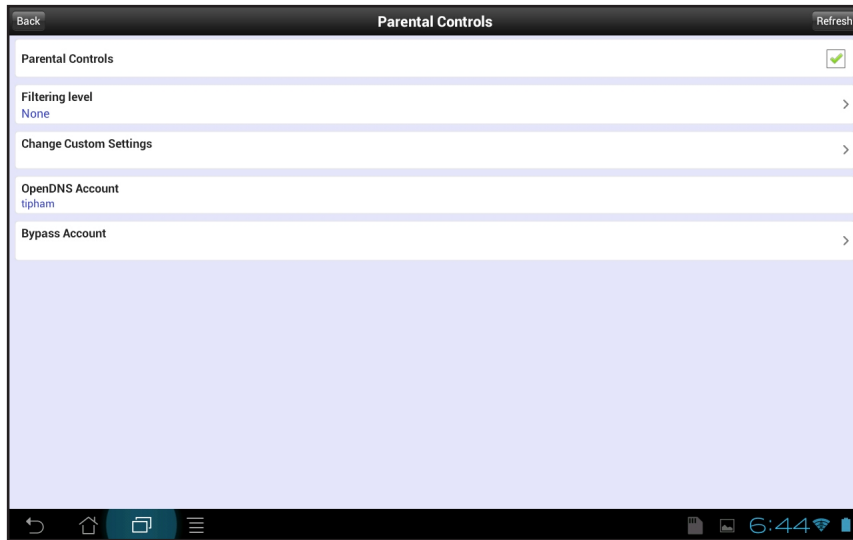 Back
Parental Controls
Refresh
Parental Controls
Filtering level
None
Change Custom Settings
OpenDNS Account
tipham
Bypass Account
6:44